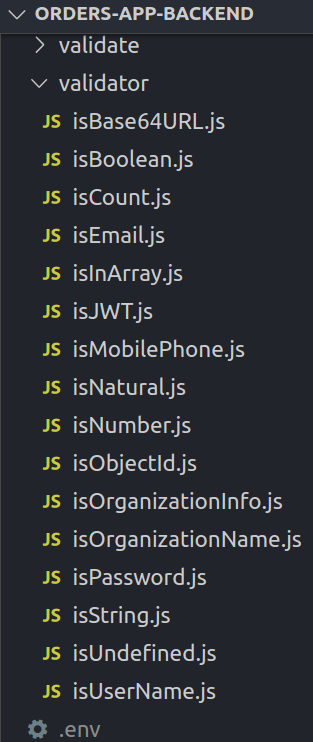 ORDERS-APP-BACKEND
validate
validator
JS isBase64URL.js
JS isBoolean.js
JS isCount.js
JS isEmail.js
JS isInArray.js
JS isJWT.js
JS isMobilePhone.js
JS isNatural.js
JS isNumber.js
JS isObjectId.js
JS isOrganizationInfo.js
JS isOrganizationName.js
JS isPassword.js
JS isString.js
JS isUndefined.js
JS isUserName.js
.env